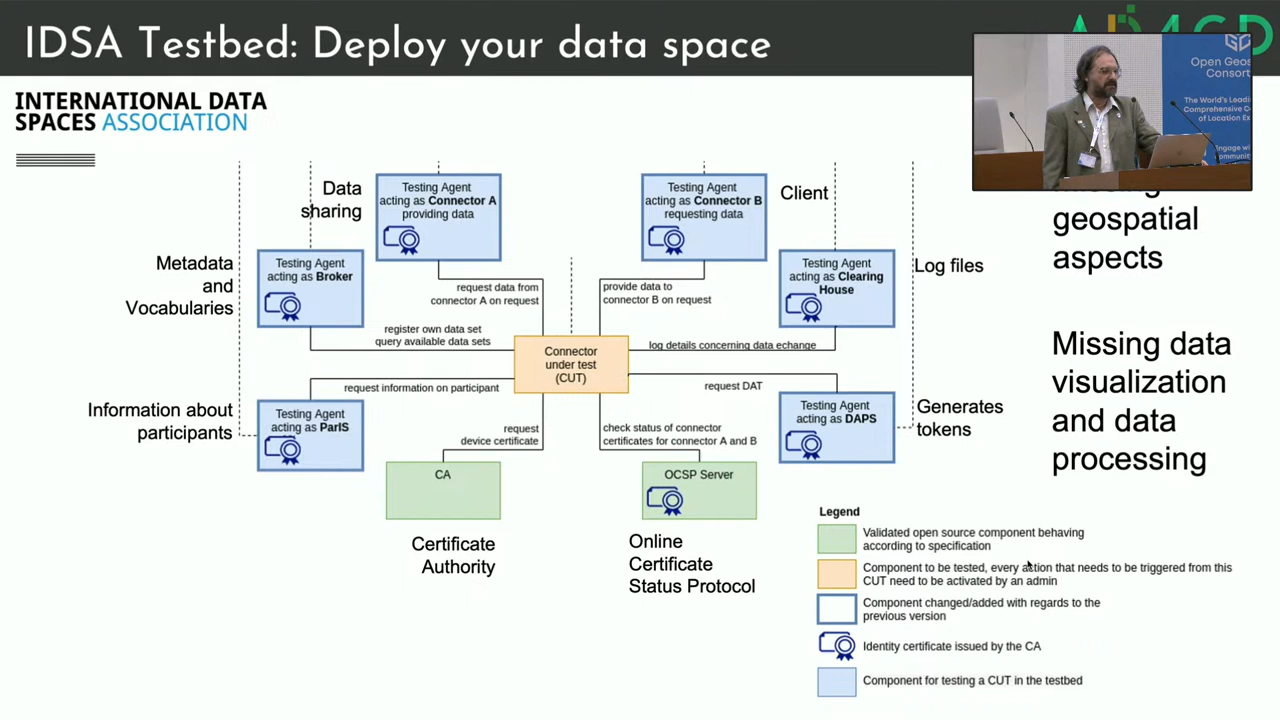 IDSA Testbed: Deploy your data space
INTERNATIONAL DATA
SPACES ASSOCIATION
Open Geos
Consort
The World's Leadi
Comprehensive Co
of Location Ex
Engage wi
communit
Data
sharing
Testing Agent
acting as Connector A
providing data
Testing Agent
acting as Connector B
requesting data
Client
geospatial
aspects
Metadata
and
Vocabularies
Testing Agent
acting as Broker
request data from
connector A on request
provide data to
connector B on request
Testing Agent
acting as Clearing
House
Log files
register own data set
query available data sets
Connector
under test
(CUT)
log details concerning data echange
Missing data
visualization
and data
processing
request information on participant
request DAT
Information about
participants
Testing Agent
acting as ParIS
request
device certificate
check status of connector
certificates for connector A and B
Testing Agent
acting as DAPS
Generates
tokens
CA
OCSP Server
Certificate
Authority
Online
Certificate
Status Protocol
Legend
Validated open source component behaving
according to specification
Component to be tested, every action that needs to be triggered from this
CUT need to be activated by an admin
Component changed/added with regards to the
previous version
Identity certificate issued by the CA
Component for testing a CUT in the testbed